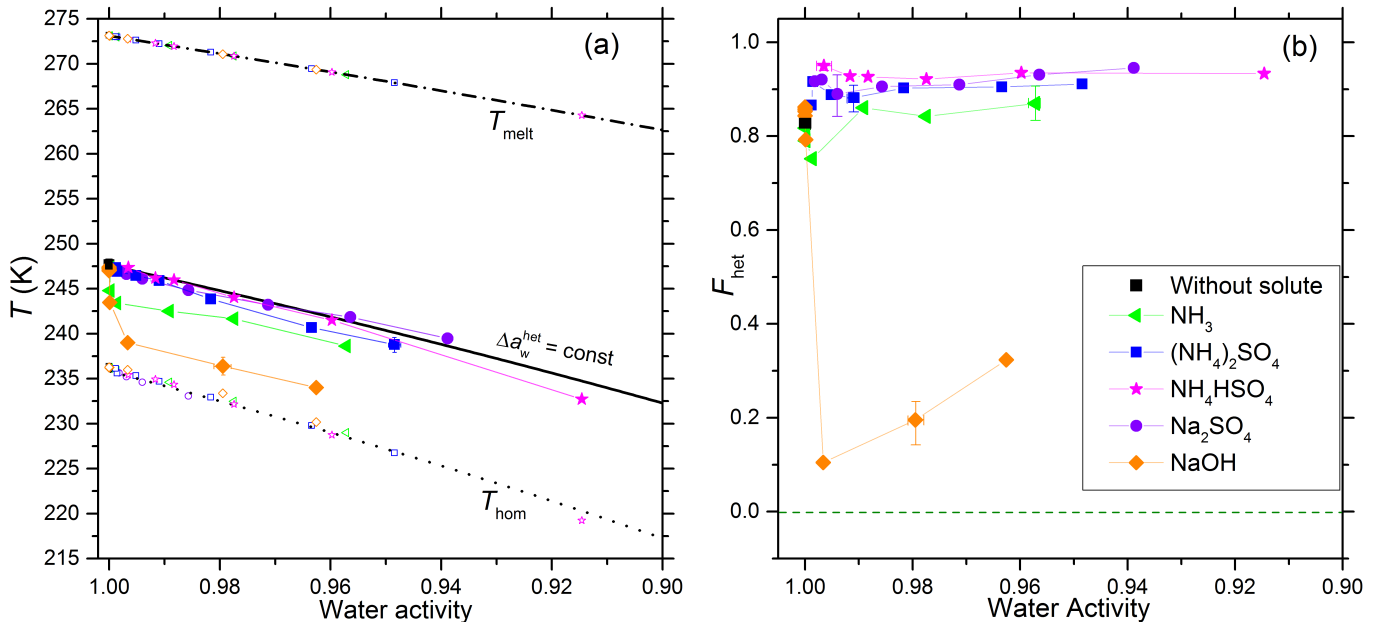 275
270
265
260
255
250
245
240
235
230
225
220
215
T (K)
(a)
T_melt
Δa_w^het = const
T_hom
1.00
0.98
0.96
0.94
0.92
0.90
Water activity
1.0
0.8
0.6
0.4
0.2
0.0
F_het
(b)
Without solute
NH₃
(NH₄)₂SO₄
NH₄HSO₄
Na₂SO₄
NaOH
1.00
0.98
0.96
0.94
0.92
0.90
Water Activity